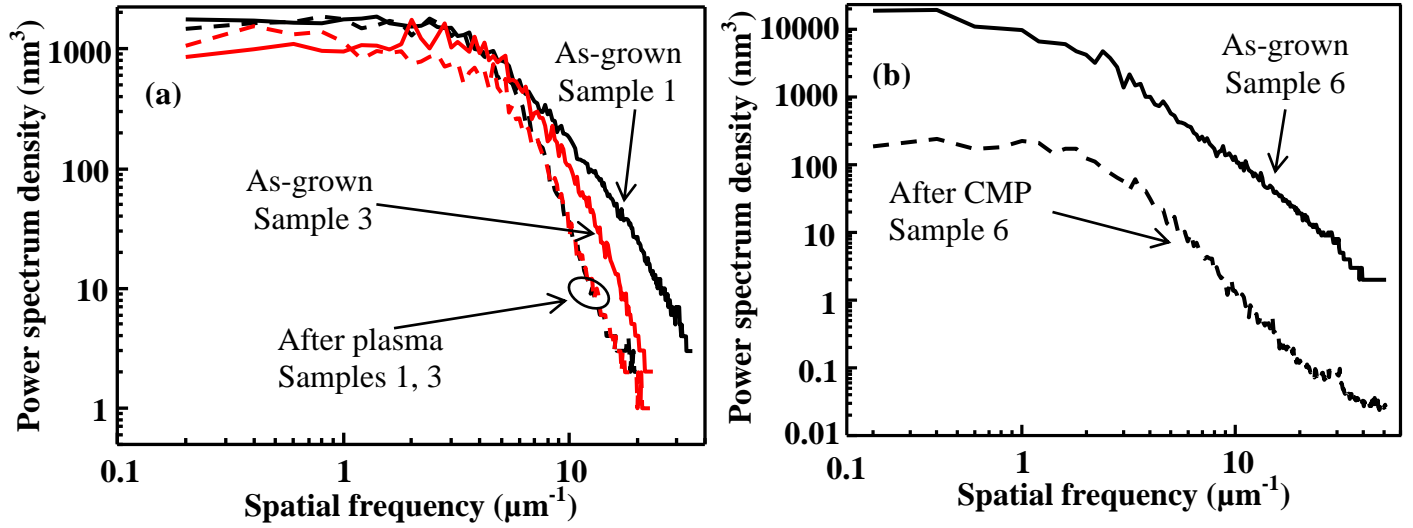 Power spectrum density (nm³)
1000
100
10
1
(a)
As-grown
Sample 1
As-grown
Sample 3
After plasma
Samples 1, 3
0.1
1
10
Spatial frequency (µm⁻¹)
Power spectrum density (nm³)
10000
1000
100
10
1
0.1
0.01
(b)
As-grown
Sample 6
After CMP
Sample 6
0.1
1
10
Spatial frequency (µm⁻¹)